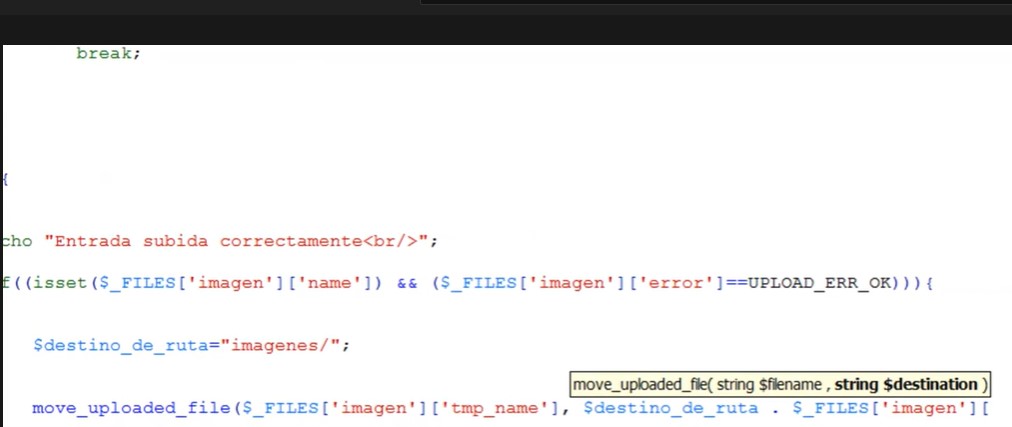 break;
{
cho "Entrada subida correctamente<br/>";
f((isset($_FILES['imagen']['name']) && ($_FILES['imagen']['error']==UPLOAD_ERR_OK))){
$destino_de_ruta="imagenes/";
move_uploaded_file( string $filename , string $destination )
move_uploaded_file($_FILES['imagen']['tmp_name'], $destino_de_ruta . $_FILES['imagen'][